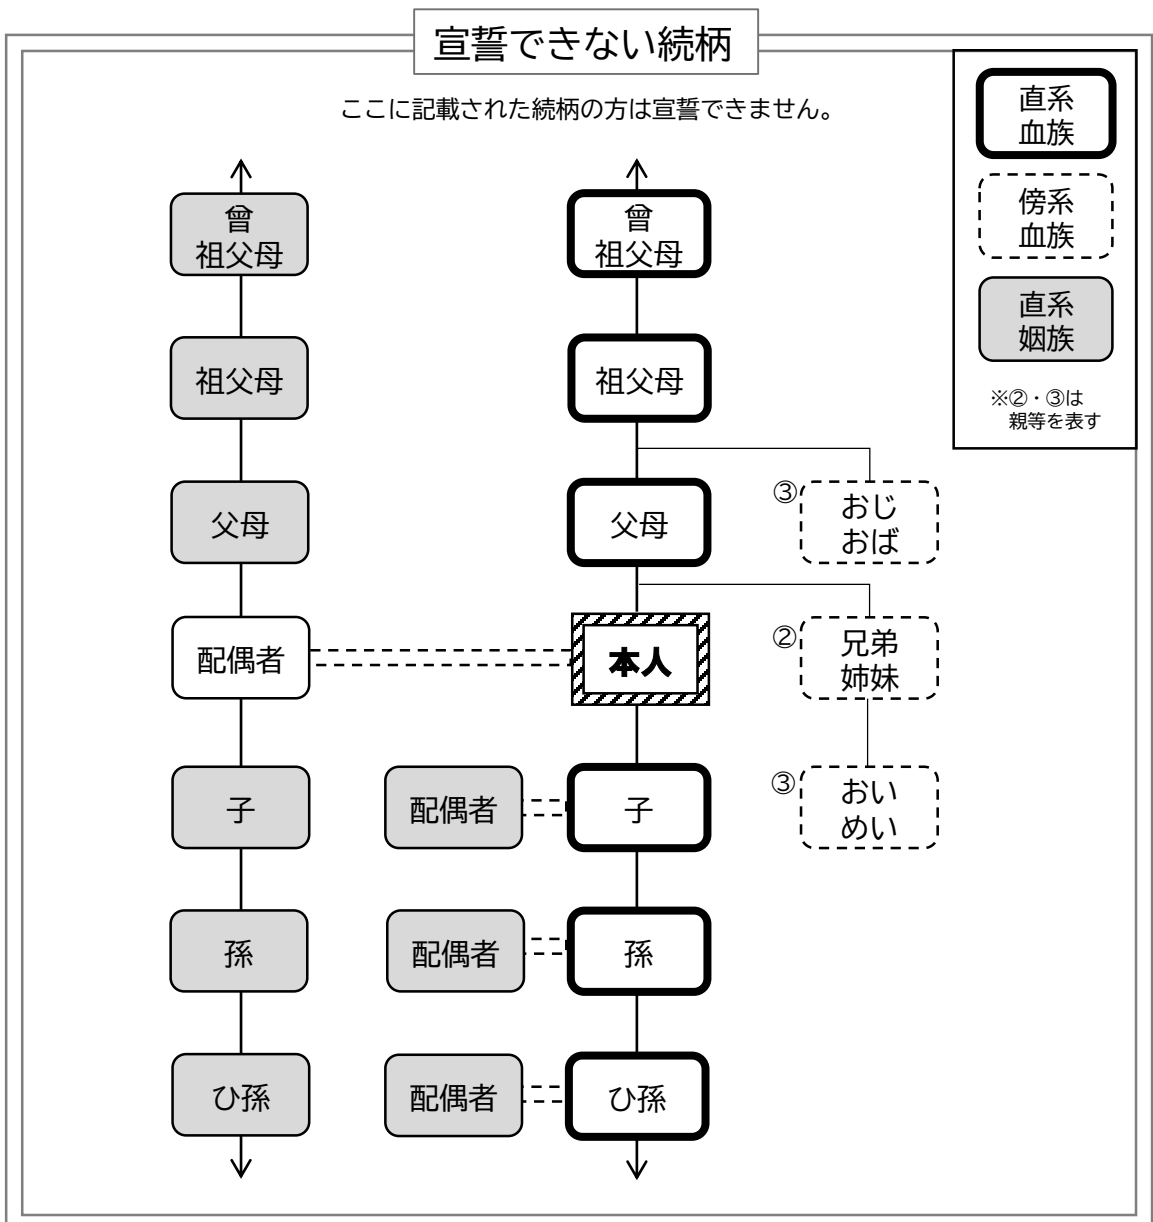 宣誓できない続柄
ここに記載された続柄の方は宣誓できません。
直系
血族
傍系
血族
直系
姻族
※②・③は
親等を表す
曾
祖父母
曾
祖父母
祖父母
祖父母
父母
父母
③
おじ
おば
配偶者
本人
②
兄弟
姉妹
子
配偶者
子
③
おい
めい
孫
配偶者
孫
ひ孫
配偶者
ひ孫